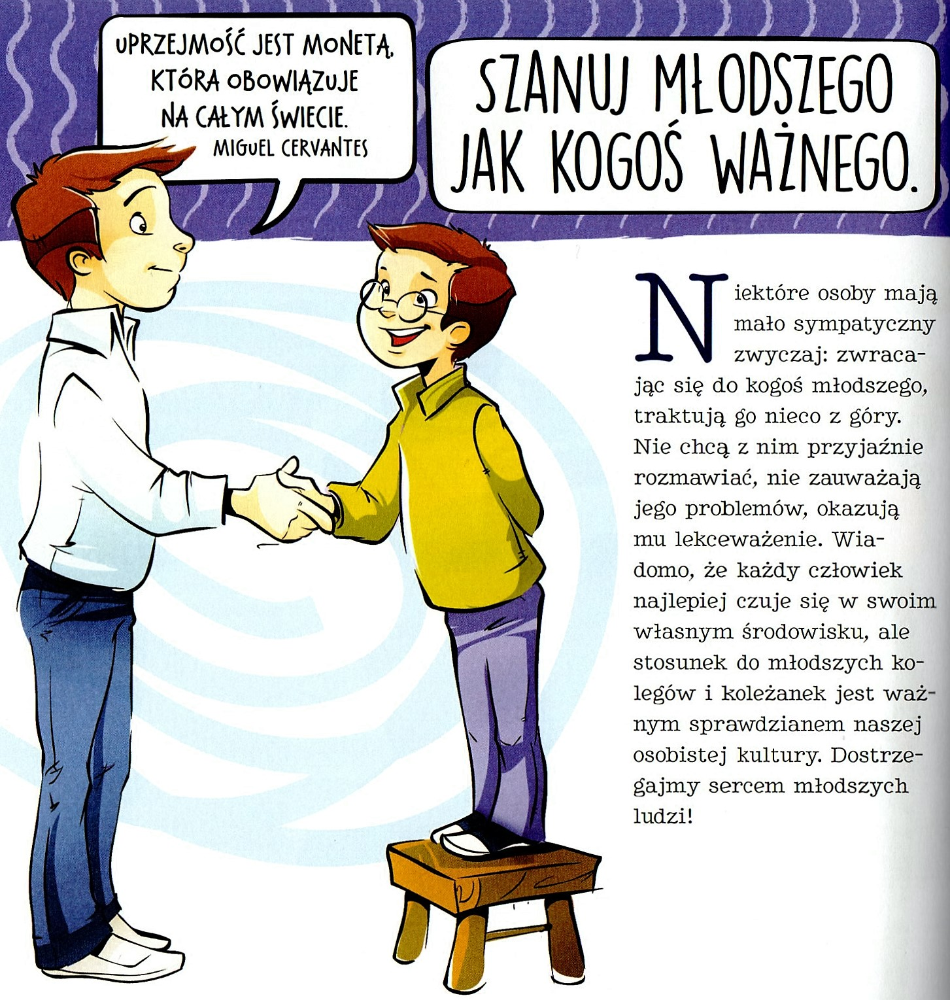 UPRZEJMOŚĆ JEST MONETĄ,
KTÓRA OBOWIĄZUJE
NA CAŁYM ŚWIECIE.
MIGUEL CERVANTES
SZANUJ MŁODSZEGO
JAK KOGOŚ WAŻNEGO.
Niektóre osoby mają
mało sympatyczny
zwyczaj: zwraca-
jąc się do kogoś młodszego,
traktują go nieco z góry.
Nie chcą z nim przyjaźnie
rozmawiać, nie zauważają
jego problemów, okazują
mu lekceważenie. Wia-
domo, że każdy człowiek
najlepiej czuje się w swoim
własnym środowisku, ale
stosunek do młodszych ko-
legów i koleżanek jest waż-
nym sprawdzianem naszej
osobistej kultury. Dostrze-
gajmy sercem młodszych
ludzi!